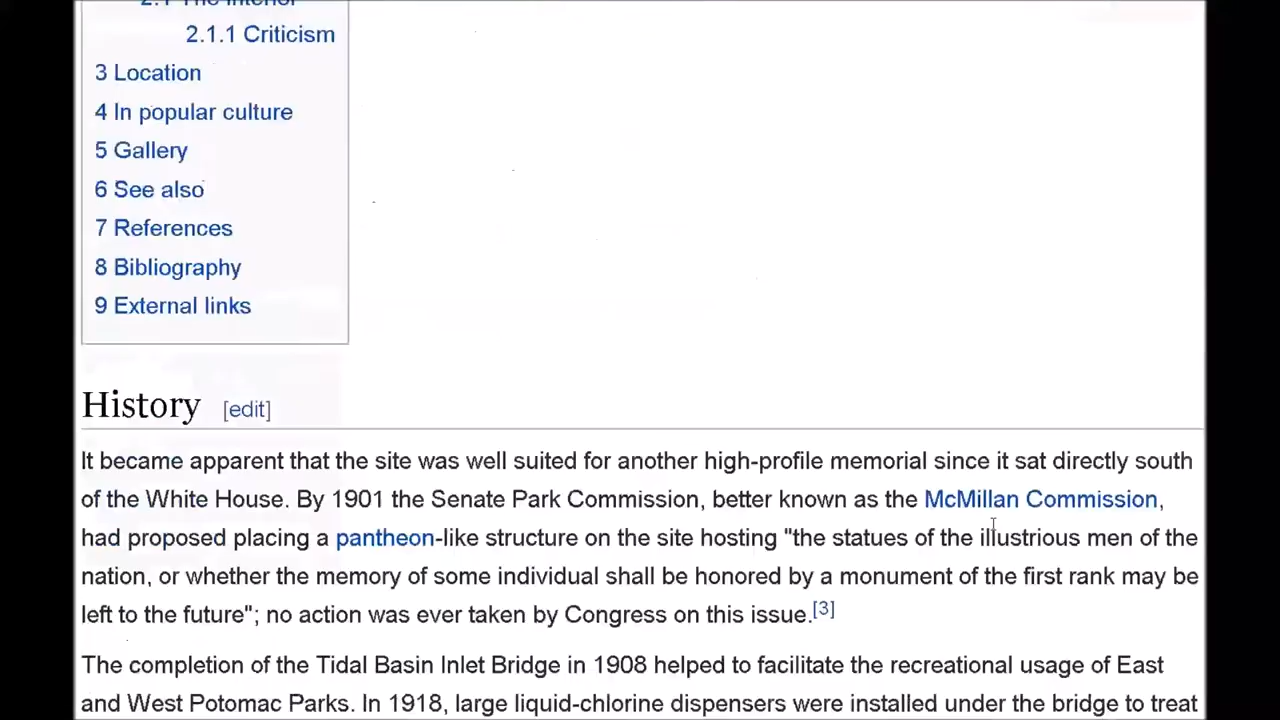 2.1 The Interior
2.1.1 Criticism
3 Location
4 In popular culture
5 Gallery
6 See also
7 References
8 Bibliography
9 External links
History [edit]
It became apparent that the site was well suited for another high-profile memorial since it sat directly south
of the White House. By 1901 the Senate Park Commission, better known as the McMillan Commission,
had proposed placing a pantheon-like structure on the site hosting "the statues of the illustrious men of the
nation, or whether the memory of some individual shall be honored by a monument of the first rank may be
left to the future"; no action was ever taken by Congress on this issue.[3]
The completion of the Tidal Basin Inlet Bridge in 1908 helped to facilitate the recreational usage of East
and West Potomac Parks. In 1918, large liquid-chlorine dispensers were installed under the bridge to treat